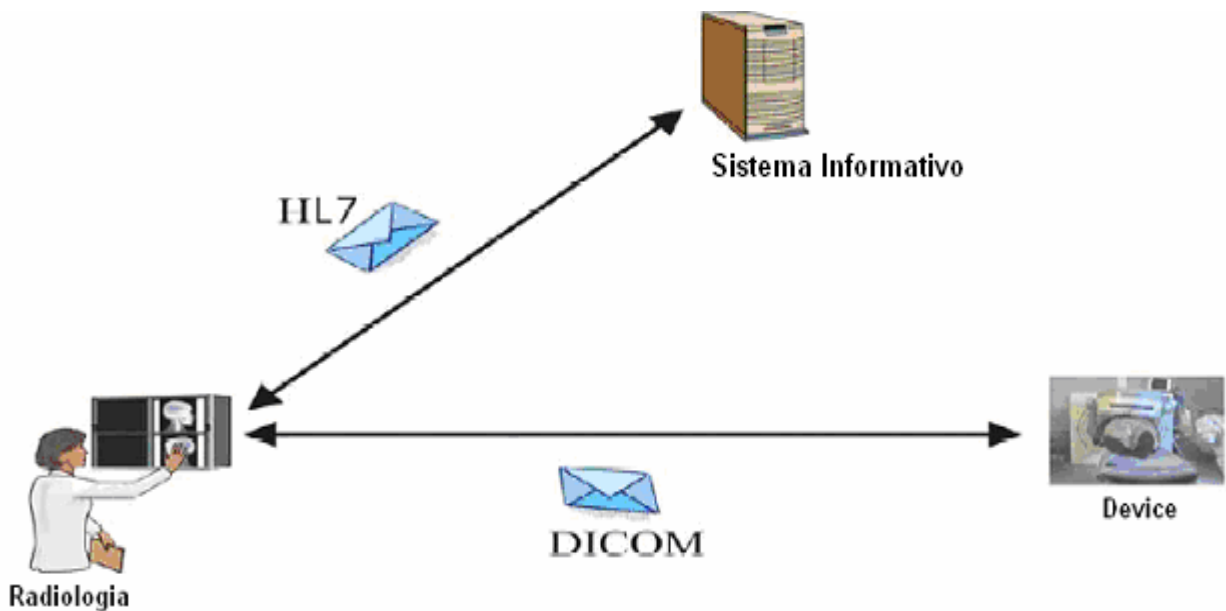 Sistema Informativo
HL7
Device
DICOM
Radiologia